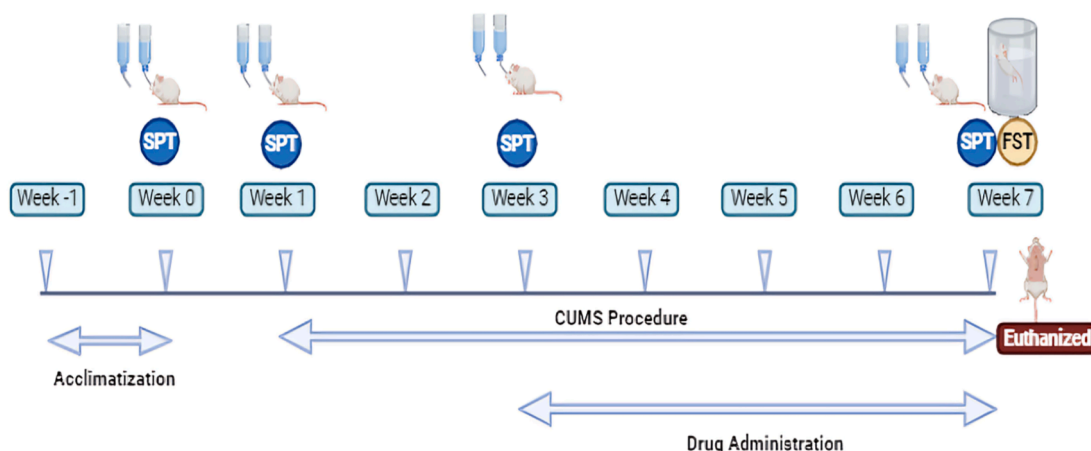 SPT
SPT
SPT
SPT
FST
Week -1
Week 0
Week 1
Week 2
Week 3
Week 4
Week 5
Week 6
Week 7
CUMS Procedure
Euthanized
Acclimatization
Drug Administration